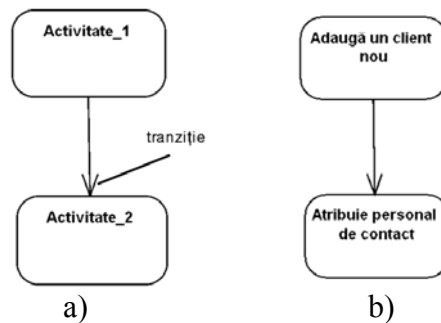 Activitate_1
tranziție
Activitate_2
a)
Adaugă un client
nou
Atribuie personal
de contact
b)